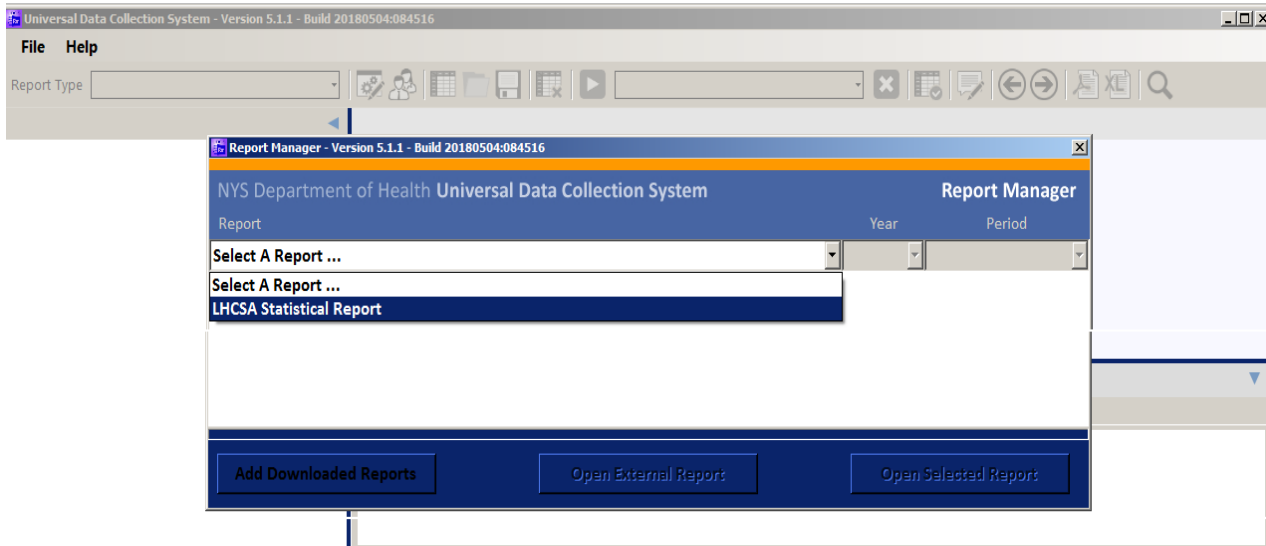 Universal Data Collection System - Version 5.1.1 - Build 20180504:084516
File Help
Report Type
Report Manager - Version 5.1.1 - Build 20180504:084516
NYS Department of Health Universal Data Collection System Report Manager
Report Year Period
Select A Report ...
Select A Report ...
LHCSA Statistical Report
Add Downloaded Reports Open External Report Open Selected Report